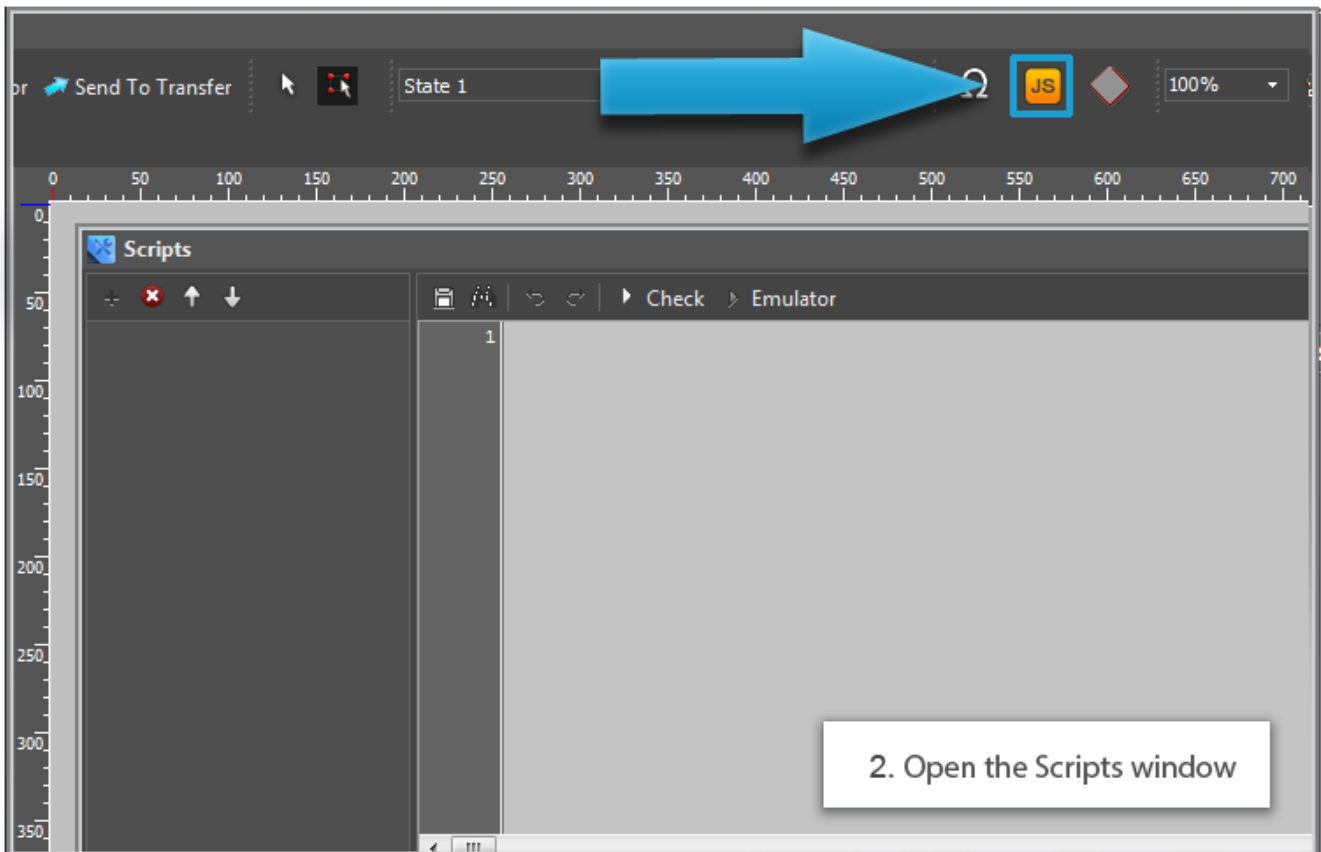 or Send To Transfer State 1 Ω JS 100%
0 50 100 150 200 250 300 350 400 450 500 550 600 650 700
0
Scripts
50
Check Emulator
1
100
150
200
250
300
2. Open the Scripts window
350